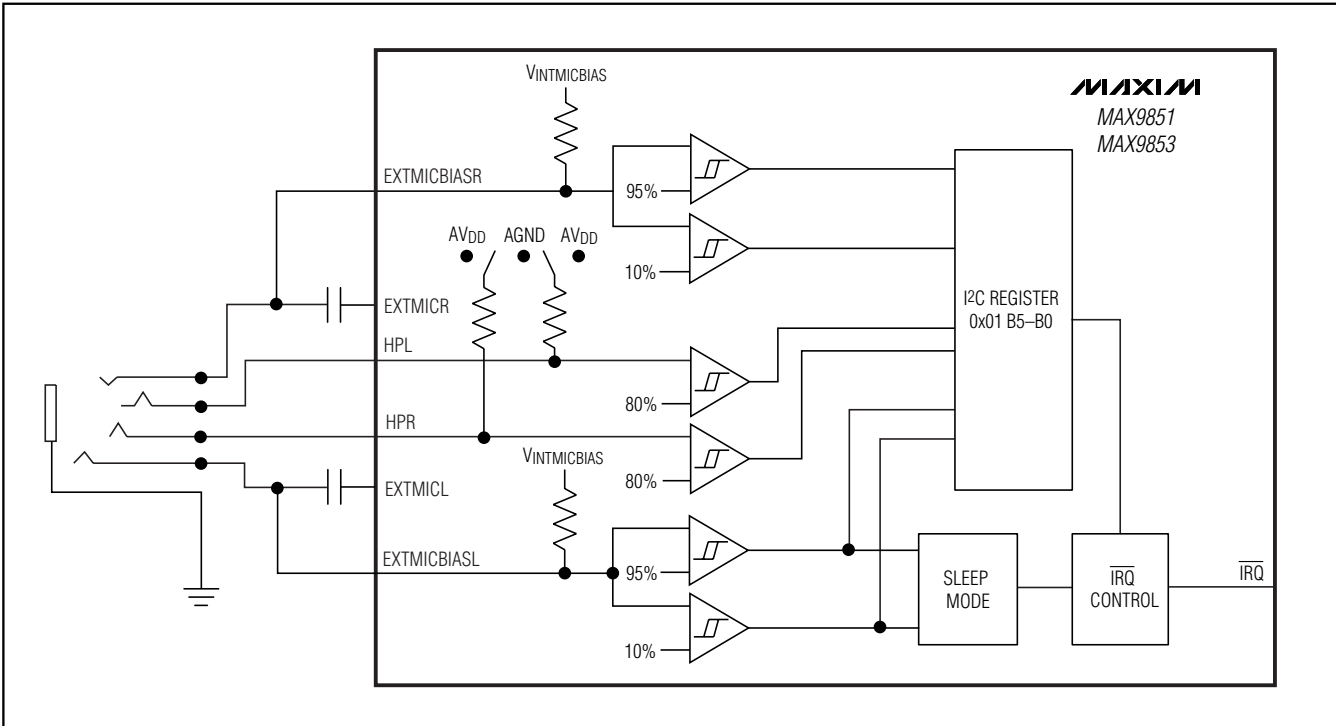 VINTMICBIAS
MAXIM
MAX9851
MAX9853
EXTMICBIASR
95%
AVDD AGND AVDD
10%
EXTMICR
I2C REGISTER
0x01 B5–B0
HPL
80%
HPR
VINTMICBIAS
80%
EXTMICL
EXTMICBIASL
95%
SLEEP
MODE
IRQ
CONTROL
IRQ
10%